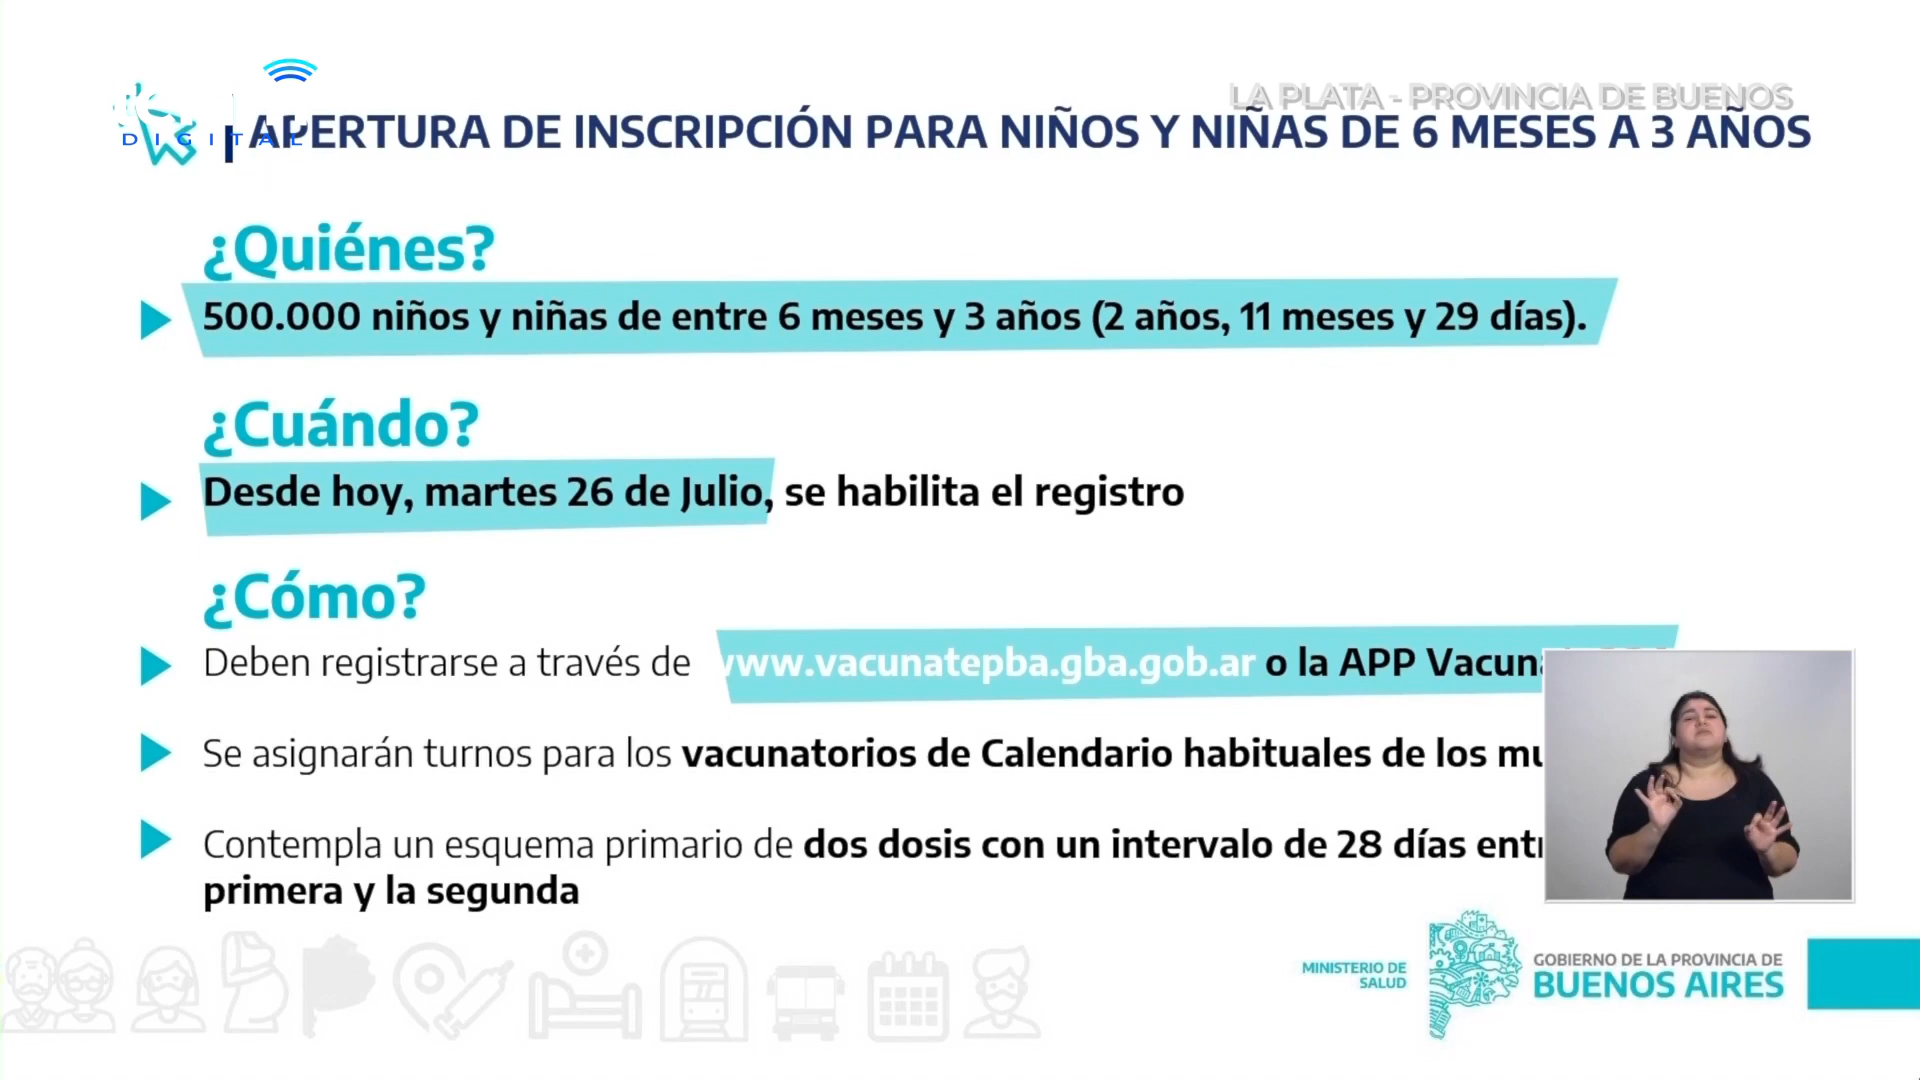 LA PLATA - PROVINCIA DE BUENOS
DIGITAL
APERTURA DE INSCRIPCIÓN PARA NIÑOS Y NIÑAS DE 6 MESES A 3 AÑOS
¿Quiénes?
500.000 niños y niñas de entre 6 meses y 3 años (2 años, 11 meses y 29 días).
¿Cuándo?
Desde hoy, martes 26 de Julio, se habilita el registro
¿Cómo?
Deben registrarse a través de www.vacunatepba.gba.gob.ar o la APP
Se asignarán turnos para los vacunatorios de Calendario habituales de los
Contempla un esquema primario de dos dosis con un intervalo de 28 días
primera y la segunda
MINISTERIO DE
SALUD
GOBIERNO DE LA PROVINCIA DE
BUENOS AIRES